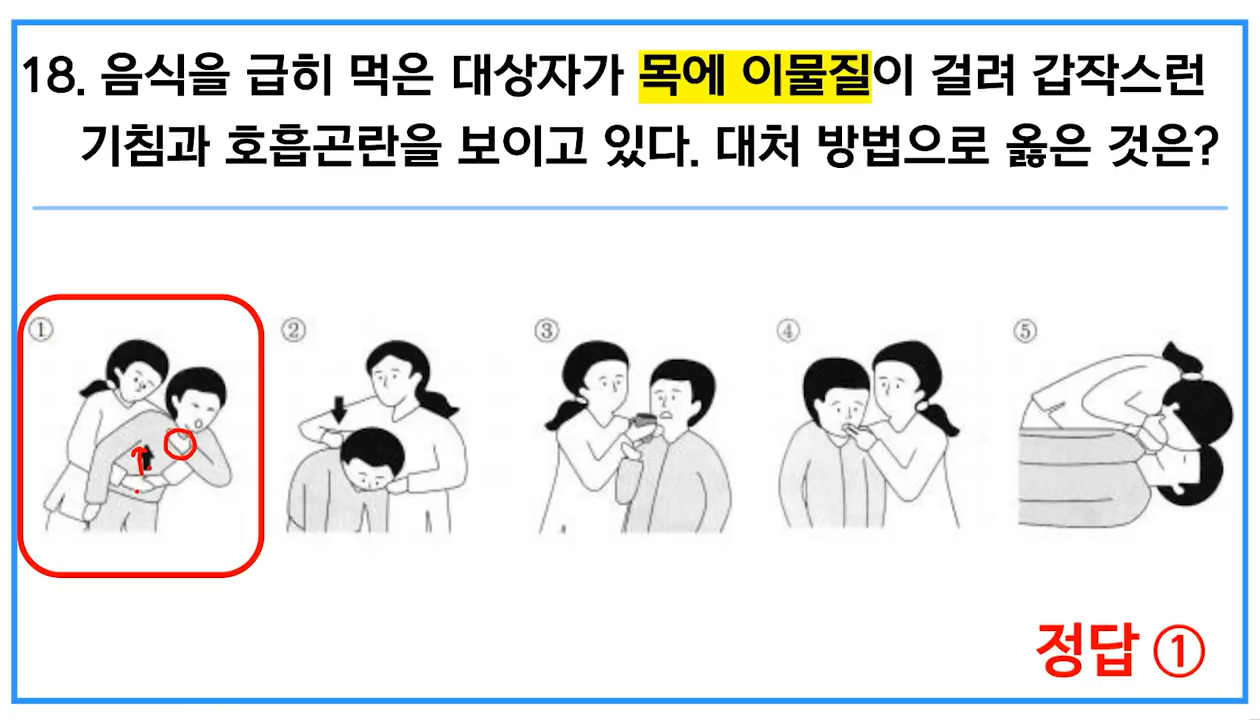 18. 음식을 급히 먹은 대상자가 목에 이물질이 걸려 갑작스런
기침과 호흡곤란을 보이고 있다. 대처 방법으로 옳은 것은?
① ② ③ ④ ⑤
정답 ①